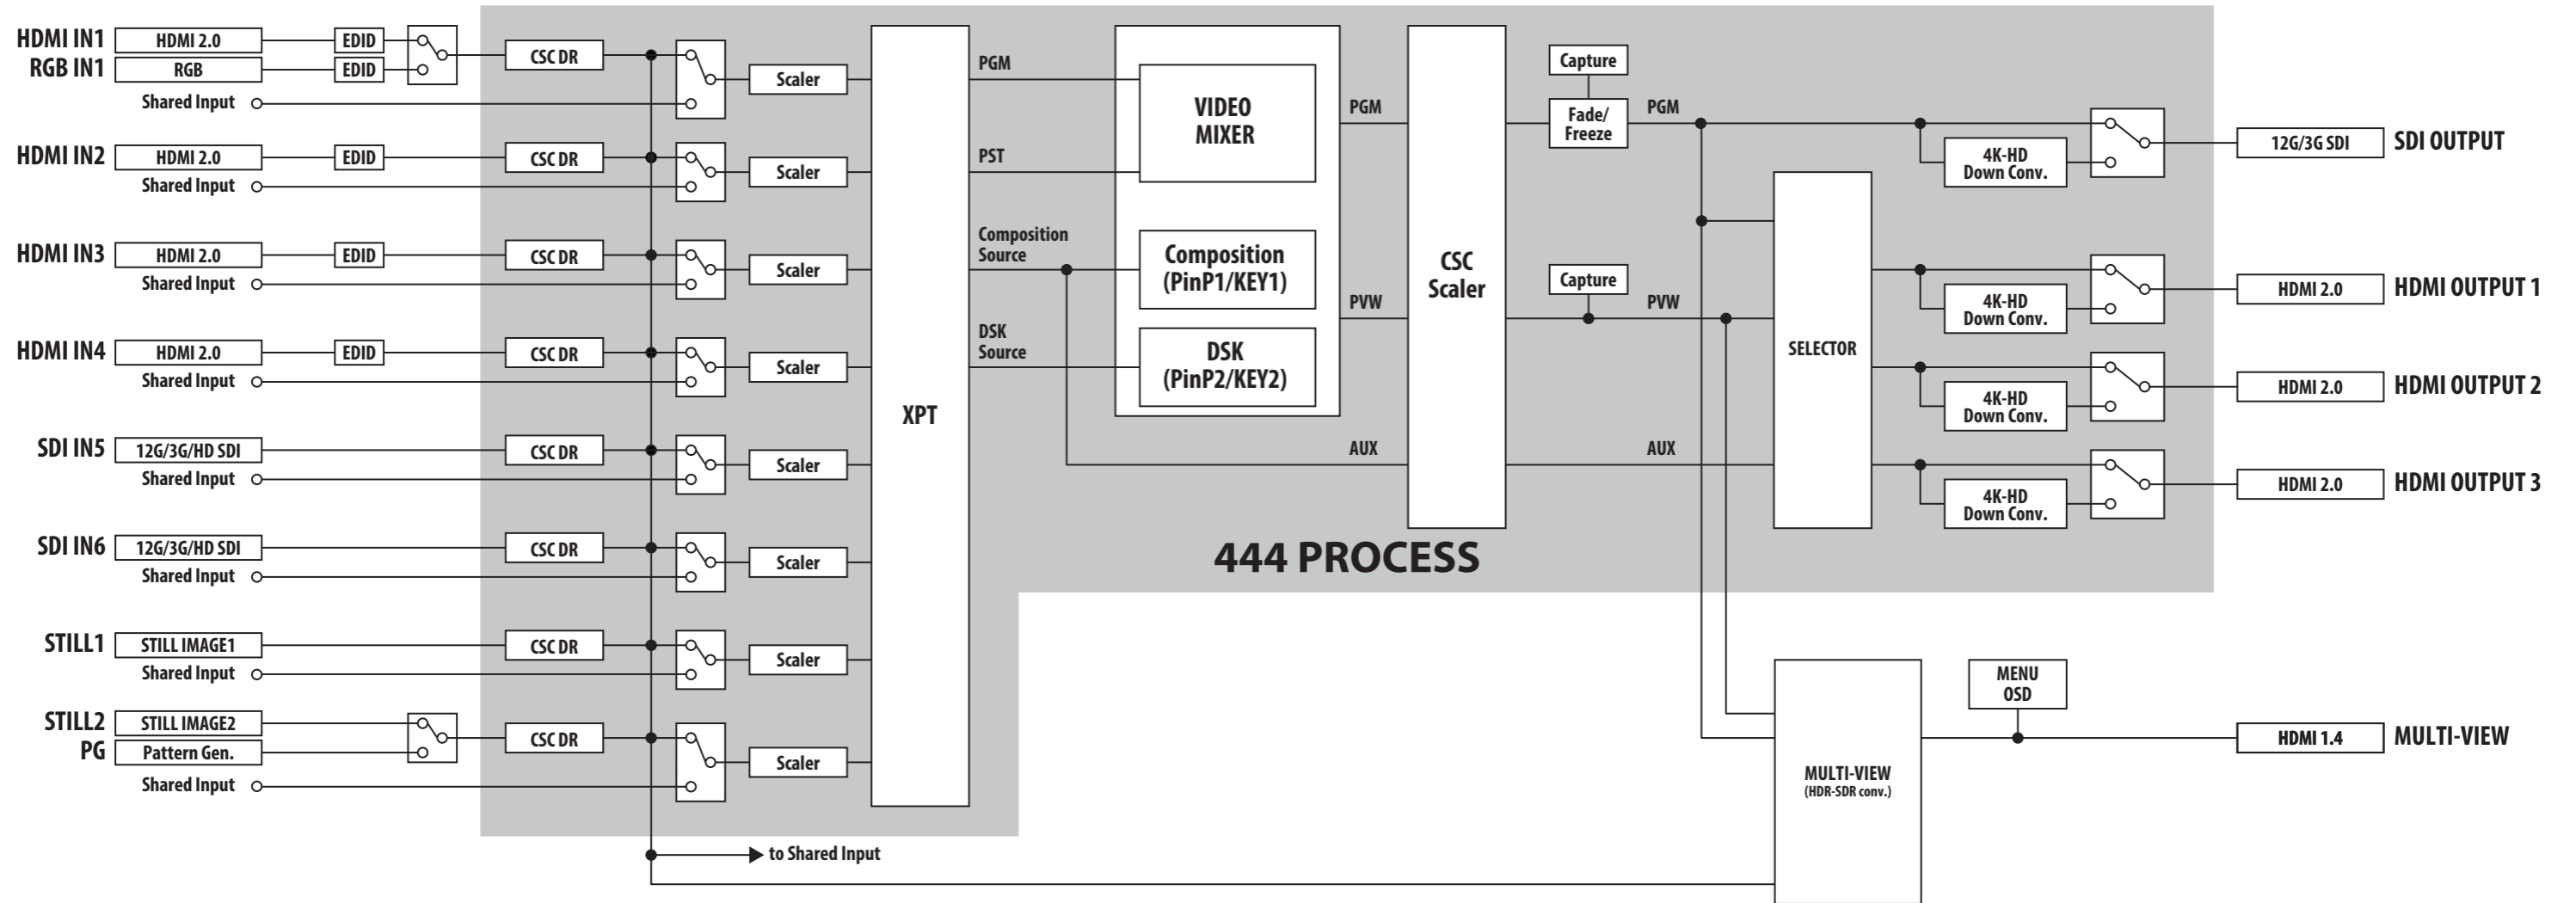 HDMI IN1 HDMI 2.0 EDID
RGB IN1 RGB EDID
CSC DR
Shared Input
Scaler
HDMI IN2 HDMI 2.0 EDID CSC DR
Shared Input
Scaler
HDMI IN3 HDMI 2.0 EDID CSC DR
Shared Input
Scaler
HDMI IN4 HDMI 2.0 EDID CSC DR
Shared Input
Scaler
SDI IN5 12G/3G/HD SDI CSC DR
Shared Input
Scaler
SDI IN6 12G/3G/HD SDI CSC DR
Shared Input
Scaler
STILL1 STILL IMAGE1 CSC DR
Shared Input
Scaler
STILL2 STILL IMAGE2
PG Pattern Gen.
CSC DR
Shared Input
Scaler
to Shared Input
XPT
PGM
PST
Composition
Source
DSK
Source
VIDEO
MIXER
Composition
(PinP1/KEY1)
DSK
(PinP2/KEY2)
PGM
PVW
AUX
CSC
Scaler
Capture
Fade/
Freeze
PGM
Capture
PVW
AUX
444 PROCESS
SELECTOR
4K-HD
Down Conv.
12G/3G SDI SDI OUTPUT
4K-HD
Down Conv.
HDMI 2.0 HDMI OUTPUT 1
4K-HD
Down Conv.
HDMI 2.0 HDMI OUTPUT 2
4K-HD
Down Conv.
HDMI 2.0 HDMI OUTPUT 3
MULTI-VIEW
(HDR-SDR conv.)
MENU
OSD
HDMI 1.4 MULTI-VIEW